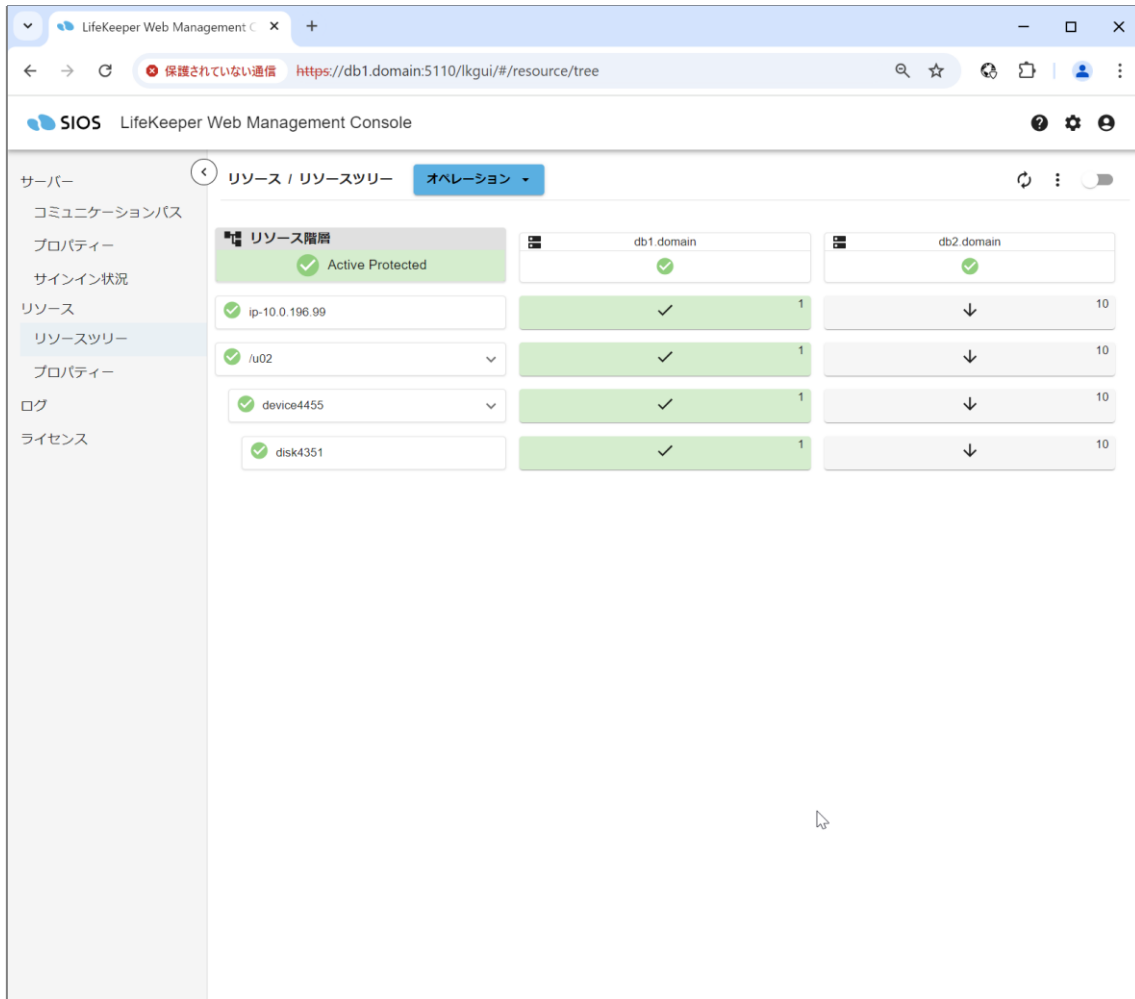 LifeKeeper Web Management C
保護されていない通信 https://db1.domain:5110/lkgui/#/resource/tree
SIOS LifeKeeper Web Management Console
サーバー
コミュニケーションパス
プロパティー
サインイン状況
リソース
リソースツリー
プロパティー
ログ
ライセンス
リソース / リソースツリー オペレーション
リソース階層 db1.domain db2.domain
Active Protected
ip-10.0.196.99 1 10
/u02 1 10
device4455 1 10
disk4351 1 10